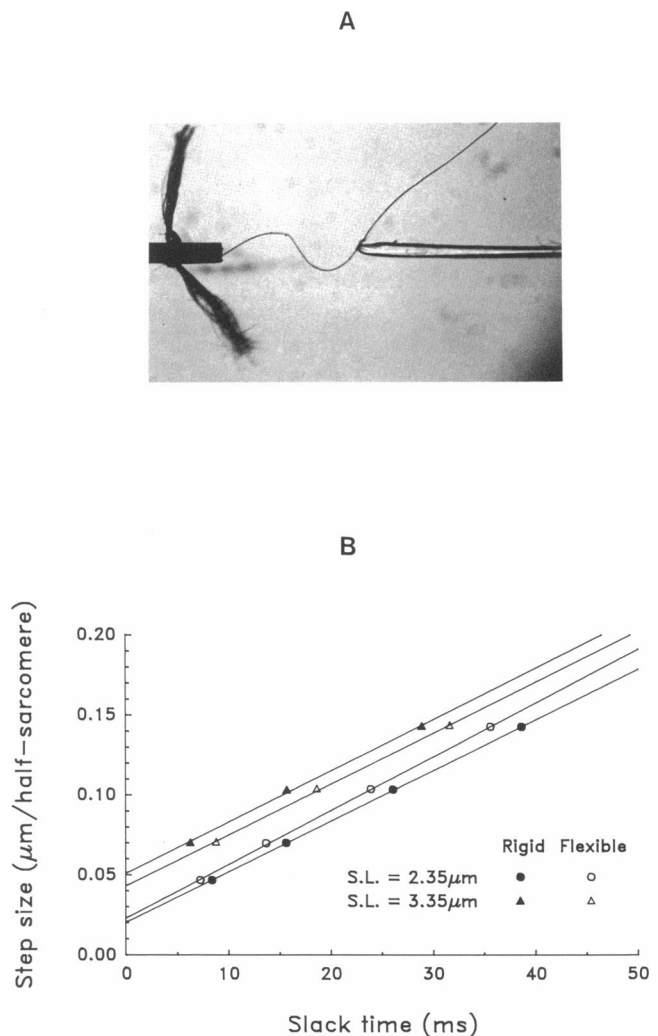 A
B
Step size (μm/half-sarcomere)
0.20
0.15
0.10
0.05
0.00
Rigid Flexible
S.L. = 2.35μm
S.L. = 3.35μm
0 10 20 30 40 50
Slack time (ms)